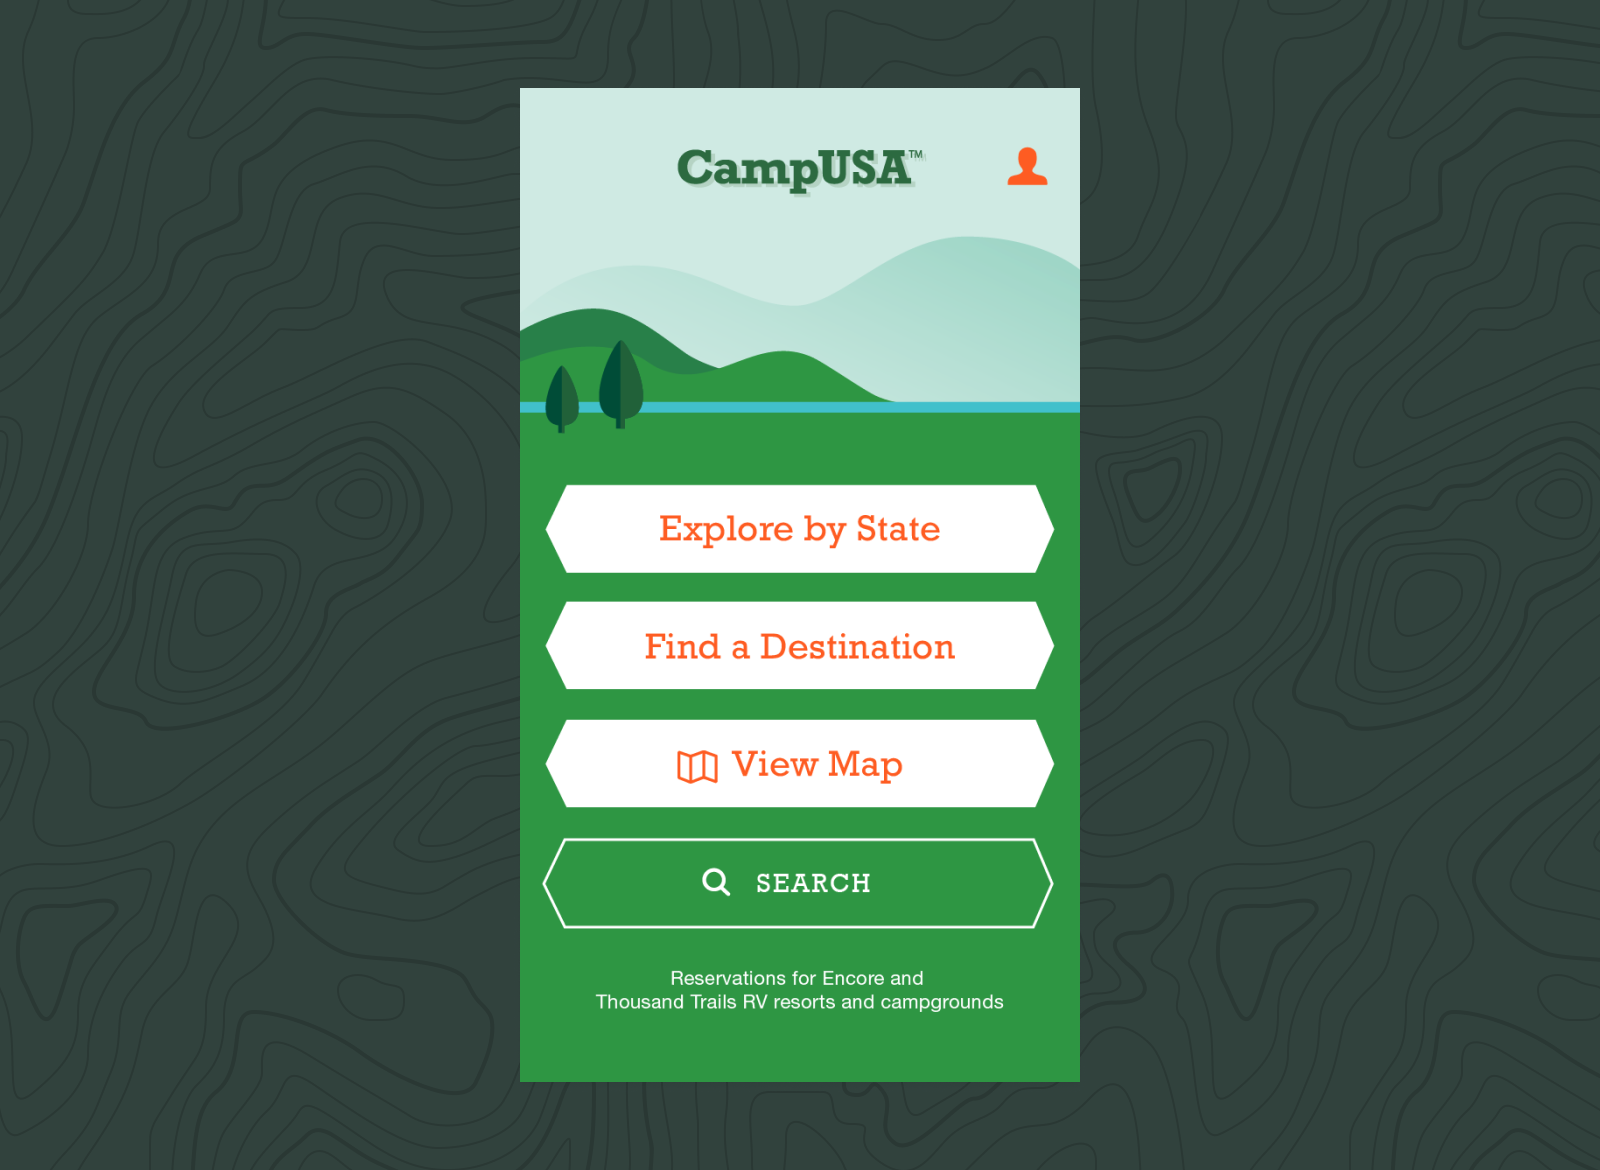 CampUSA™
Explore by State
Find a Destination
View Map
SEARCH
Reservations for Encore and
Thousand Trails RV resorts and campgrounds